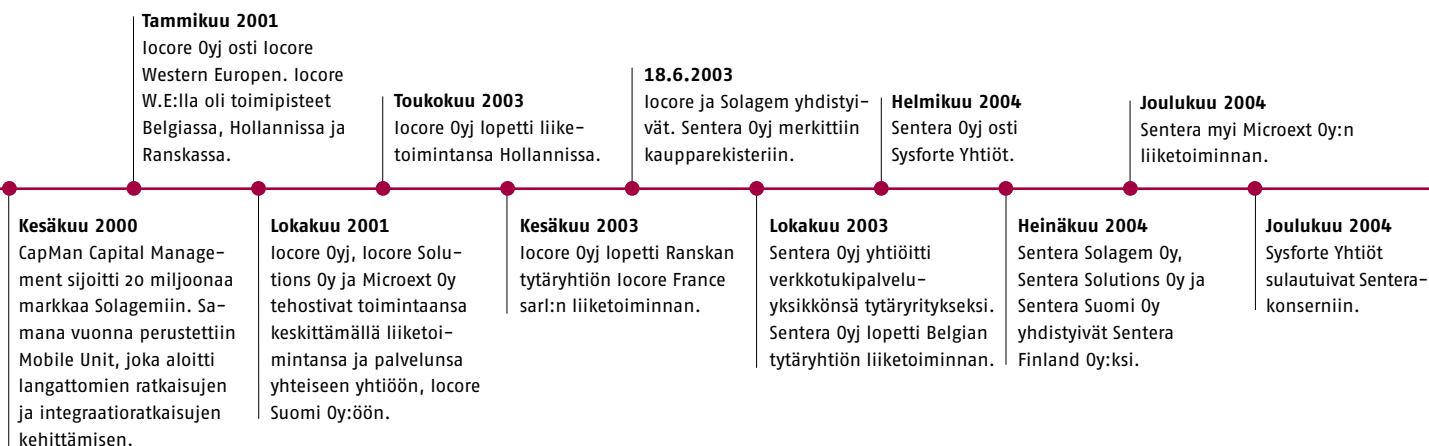 Tammikuu 2001
Iocore Oyj osti Iocore
Western Europen. Iocore
W.E:lla oli toimipisteet
Belgiassa, Hollannissa ja
Ranskassa.
Toukokuu 2003
Iocore Oyj lopetti liike-
toimintansa Hollannissa.
18.6.2003
Iocore ja Solagem yhdistyi-
vät. Sentera Oyj merkittiin
kaupparekisteriin.
Helmikuu 2004
Sentera Oyj osti
Sysforte Yhtiöt.
Joulukuu 2004
Sentera myi Microext Oy:n
liiketoiminnan.
Kesäkuu 2000
CapMan Capital Manage-
ment sijoitti 20 miljoonaa
markkaa Solagemiin. Sa-
mana vuonna perustettiin
Mobile Unit, joka aloitti
langattomien ratkaisujen
ja integraatioratkaisujen
kehittämisen.
Lokakuu 2001
Iocore Oyj, Iocore Solu-
tions Oy ja Microext Oy
tehostivat toimintaansa
keskittämällä liiketoi-
mintansa ja palvelunsa
yhteiseen yhtiöön, Iocore
Suomi Oy:öön.
Kesäkuu 2003
Iocore Oyj lopetti Ranskan
tytäryhtiön Iocore France
sarl:n liiketoiminnan.
Lokakuu 2003
Sentera Oyj yhtiöitti
verkkotukipalvelu-
yksikkönsä tytäryritykseksi.
Sentera Oyj lopetti Belgian
tytäryhtiön liiketoiminnan.
Heinäkuu 2004
Sentera Solagem Oy,
Sentera Solutions Oy ja
Sentera Suomi Oy
yhdistyivät Sentera
Finland Oy:ksi.
Joulukuu 2004
Sysforte Yhtiöt
sulautuivat Sentera-
konserniin.